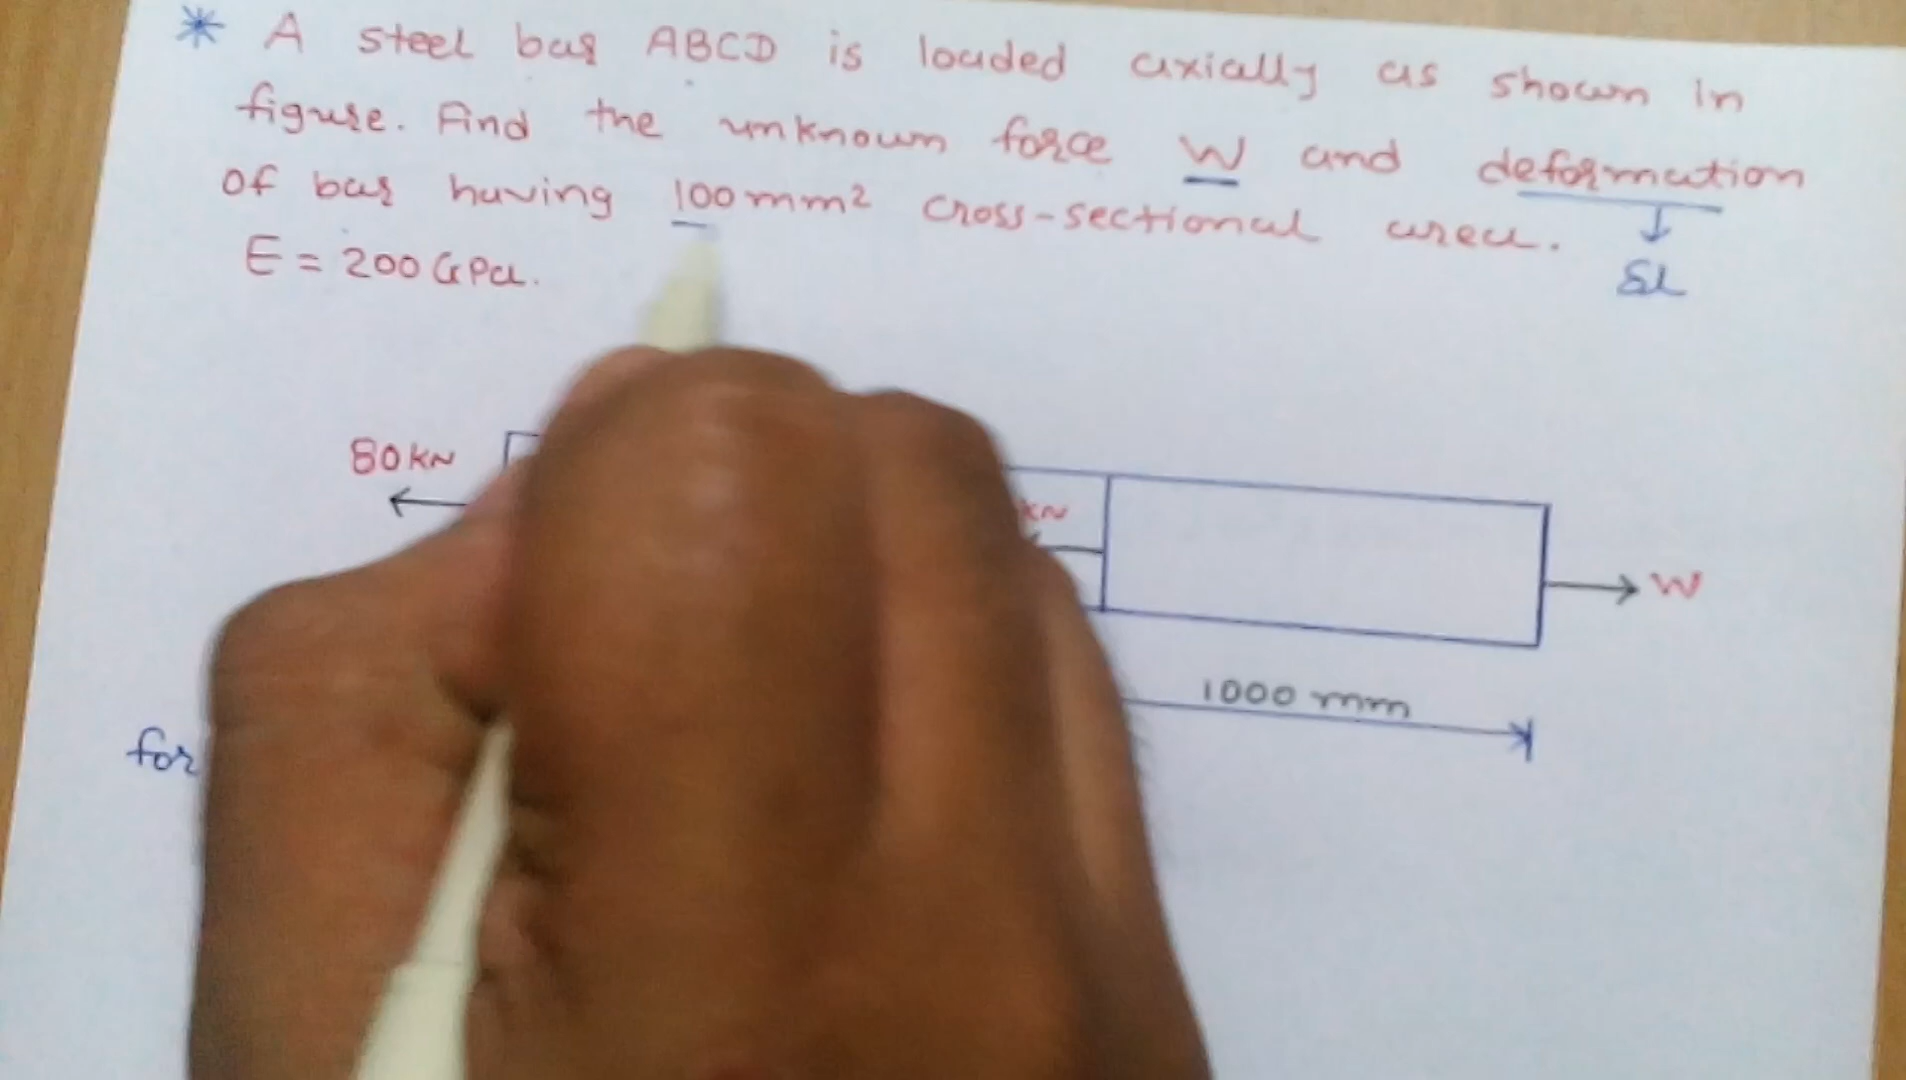 * A steel bar ABCD is loaded axially as shown in
figure. Find the unknown force W and deformation
of bar having 100 mm² cross-sectional area.
δL
E = 200 GPa.
80 KN
KN
W
1000 mm
for